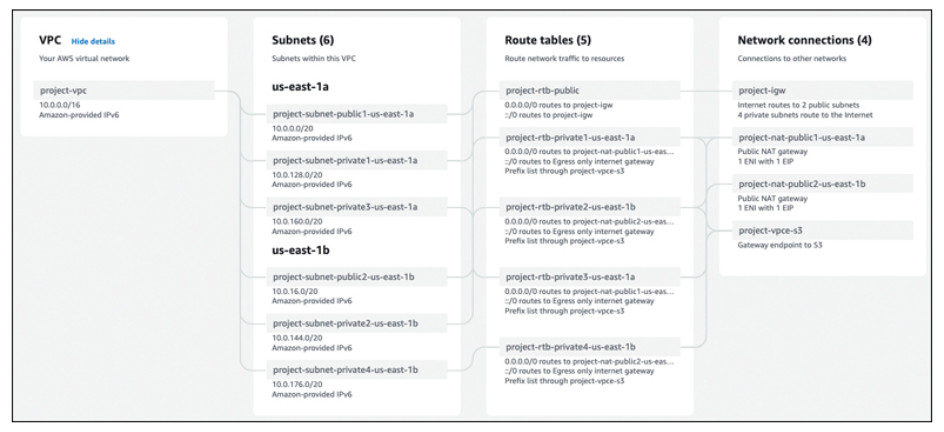 VPC Hide details
Your AWS virtual network
project-vpc
10.0.0.0/16
Amazon-provided IPv6
Subnets (6)
Subnets within this VPC
us-east-1a
project-subnet-public1-us-east-1a
10.0.0.0/20
Amazon-provided IPv6
project-subnet-private1-us-east-1a
10.0.128.0/20
Amazon-provided IPv6
project-subnet-private3-us-east-1a
10.0.160.0/20
Amazon-provided IPv6
us-east-1b
project-subnet-public2-us-east-1b
10.0.16.0/20
Amazon-provided IPv6
project-subnet-private2-us-east-1b
10.0.144.0/20
Amazon-provided IPv6
project-subnet-private4-us-east-1b
10.0.176.0/20
Amazon-provided IPv6
Route tables (5)
Route network traffic to resources
project-rtb-public
0.0.0.0/0 routes to project-igw
::/0 routes to project-igw
project-rtb-private1-us-east-1a
0.0.0.0/0 routes to project-nat-public1-us-eas...
::/0 routes to Egress only internet gateway
Prefix list through project-vpce-s3
project-rtb-private2-us-east-1b
0.0.0.0/0 routes to project-nat-public2-us-eas...
::/0 routes to Egress only internet gateway
Prefix list through project-vpce-s3
project-rtb-private3-us-east-1a
0.0.0.0/0 routes to project-nat-public1-us-eas...
::/0 routes to Egress only internet gateway
Prefix list through project-vpce-s3
project-rtb-private4-us-east-1b
0.0.0.0/0 routes to project-nat-public2-us-eas...
::/0 routes to Egress only internet gateway
Prefix list through project-vpce-s3
Network connections (4)
Connections to other networks
project-igw
Internet routes to 2 public subnets
4 private subnets route to the Internet
project-nat-public1-us-east-1a
Public NAT gateway
1 ENI with 1 EIP
project-nat-public2-us-east-1b
Public NAT gateway
1 ENI with 1 EIP
project-vpce-s3
Gateway endpoint to S3